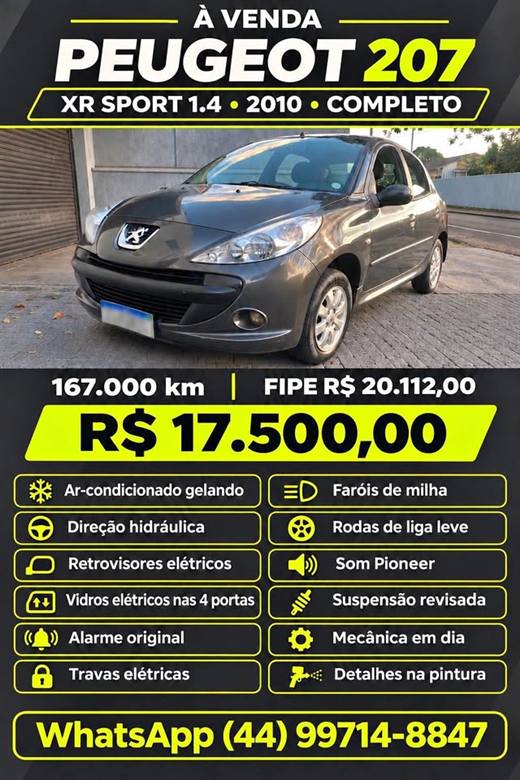 À VENDA
PEUGEOT 207
XR SPORT 1.4 • 2010 • COMPLETO
167.000 km | FIPE R$ 20.112,00
R$ 17.500,00
Ar-condicionado gelando
Faróis de milha
Direção hidráulica
Rodas de liga leve
Retrovisores elétricos
Som Pioneer
Vidros elétricos nas 4 portas
Suspensão revisada
Alarme original
Mecânica em dia
Travas elétricas
Detalhes na pintura
WhatsApp (44) 99714-8847